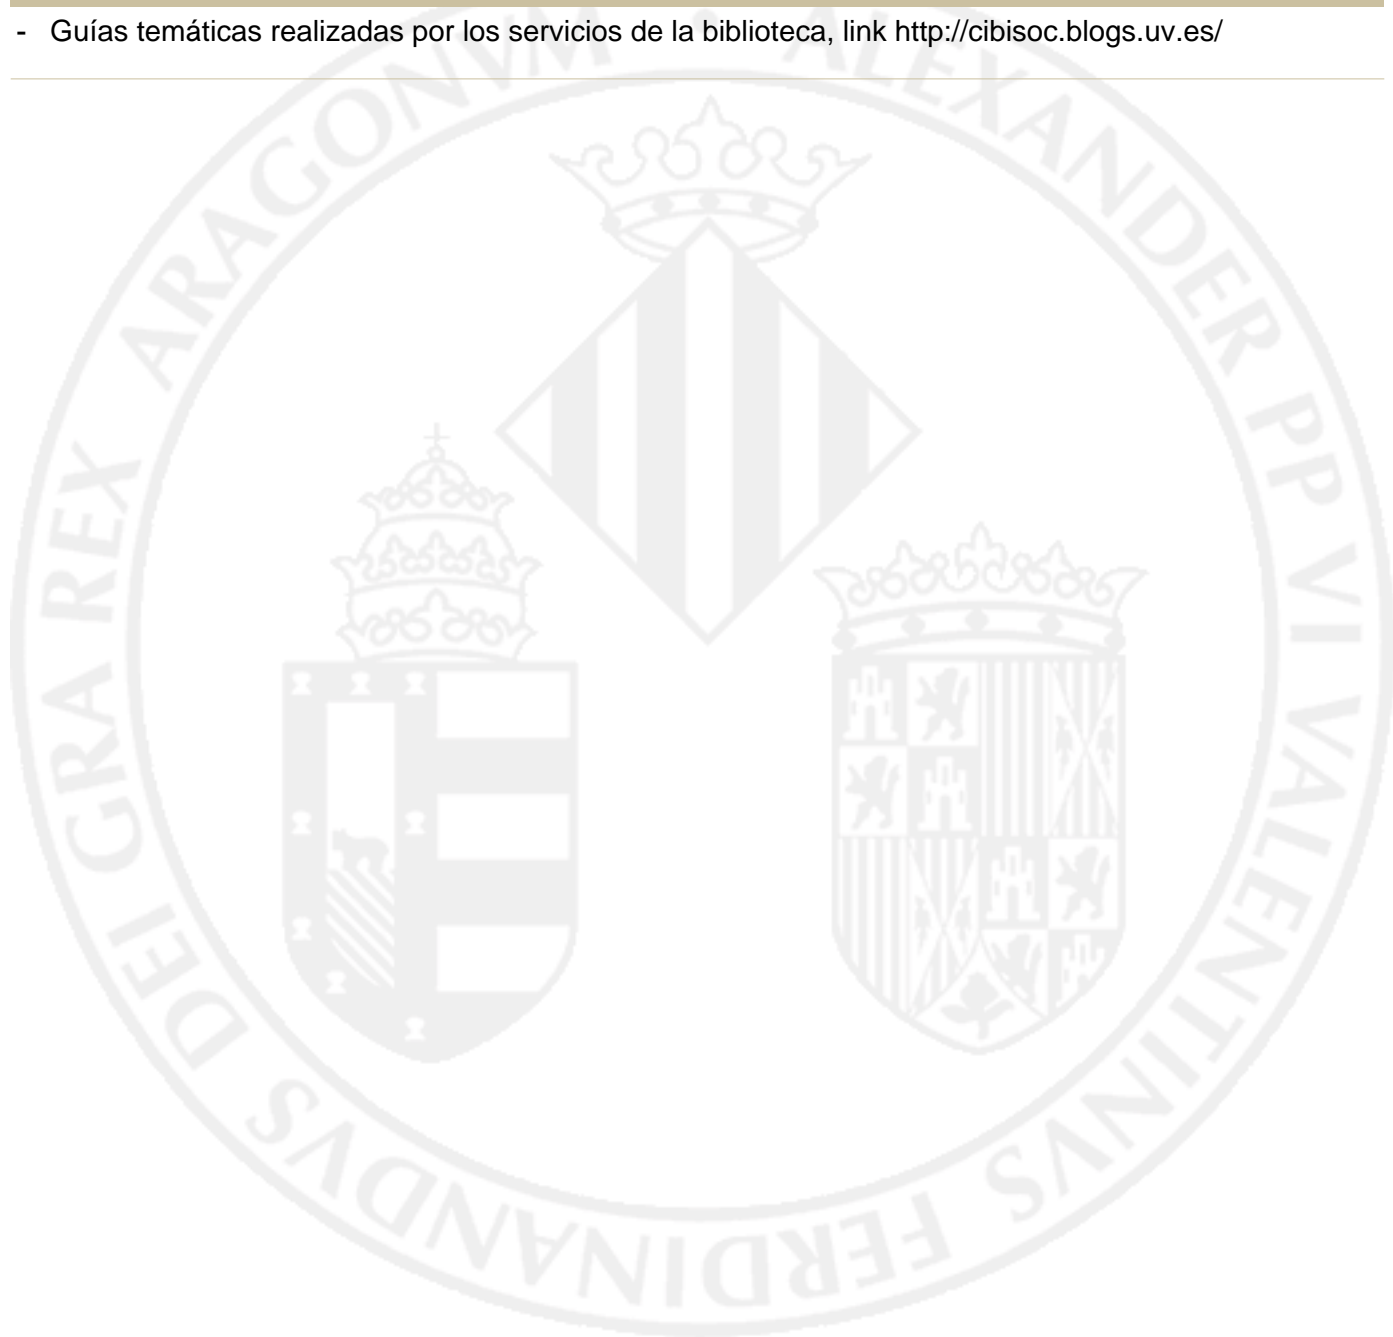 - Guías temáticas realizadas por los servicios de la biblioteca, link http://cibisoc.blogs.uv.es/
ALEXANDER PP VI VALENTINVS FERDINANDVS DEI GRA REX ARAGONVM